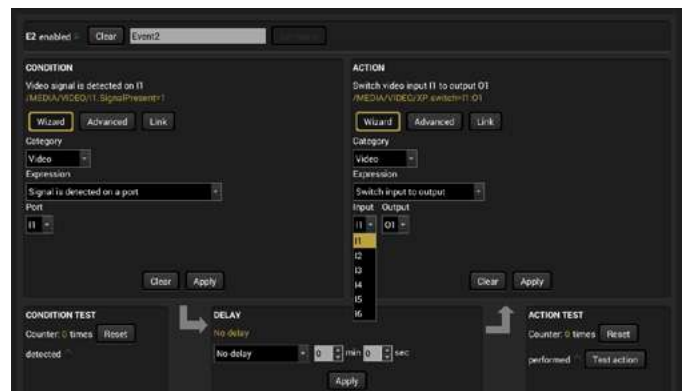 E2 enabled Clear Event2
CONDITION
Video signal is detected on I1
/MEDIA/VIDEO/I1.SignalPresent=1
Wizard Advanced Link
Category
Video
Expression
Signal is detected on a port
Port
I1
Clear Apply
ACTION
Switch video input I1 to output O1
/MEDIA/VIDEO/XP.switch=I1:O1
Wizard Advanced Link
Category
Video
Expression
Switch input to output
Input Output
I1 O1
I1
I2
I3
I4
I5
I6
Clear Apply
CONDITION TEST
Counter: 0 times Reset
detected
DELAY
No delay
No delay 0 min 0 sec
Apply
ACTION TEST
Counter: 0 times Reset
performed Test action